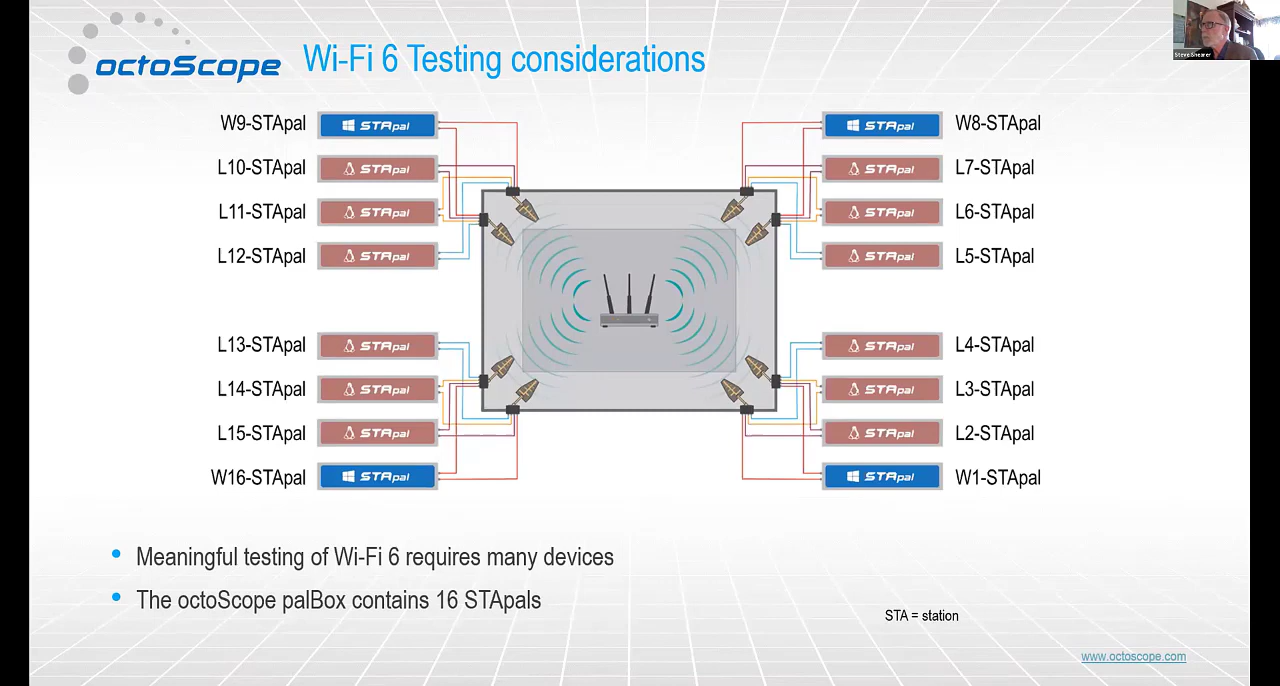 octoScope
Wi-Fi 6 Testing considerations
Steve Shearer
W9-STApal STApal
L10-STApal STApal
L11-STApal STApal
L12-STApal STApal
L13-STApal STApal
L14-STApal STApal
L15-STApal STApal
W16-STApal STApal
STApal W8-STApal
STApal L7-STApal
STApal L6-STApal
STApal L5-STApal
STApal L4-STApal
STApal L3-STApal
STApal L2-STApal
STApal W1-STApal
• Meaningful testing of Wi-Fi 6 requires many devices
• The octoScope palBox contains 16 STApals
STA = station
www.octoscope.com